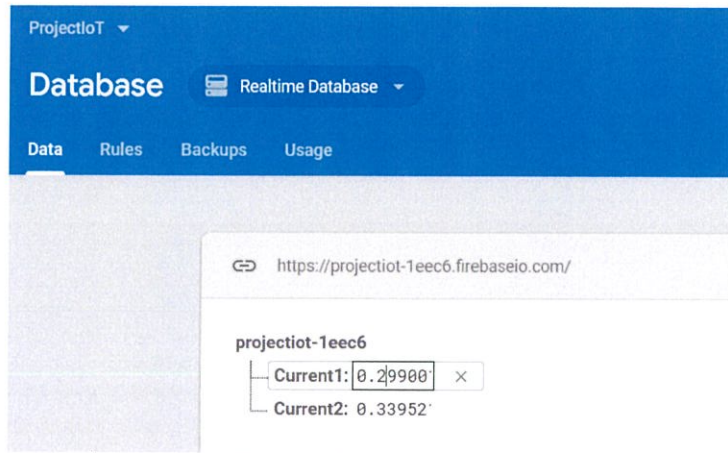 ProjectIoT
Database Realtime Database
Data Rules Backups Usage
https://projectiot-1eec6.firebaseio.com/
projectiot-1eec6
Current1: 0.29900
Current2: 0.33952